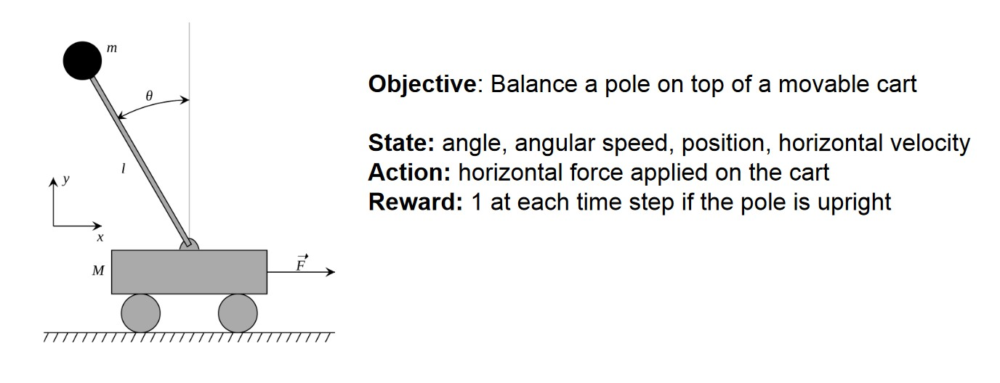 m
θ
l
y
x
M
F
Objective: Balance a pole on top of a movable cart
State: angle, angular speed, position, horizontal velocity
Action: horizontal force applied on the cart
Reward: 1 at each time step if the pole is upright